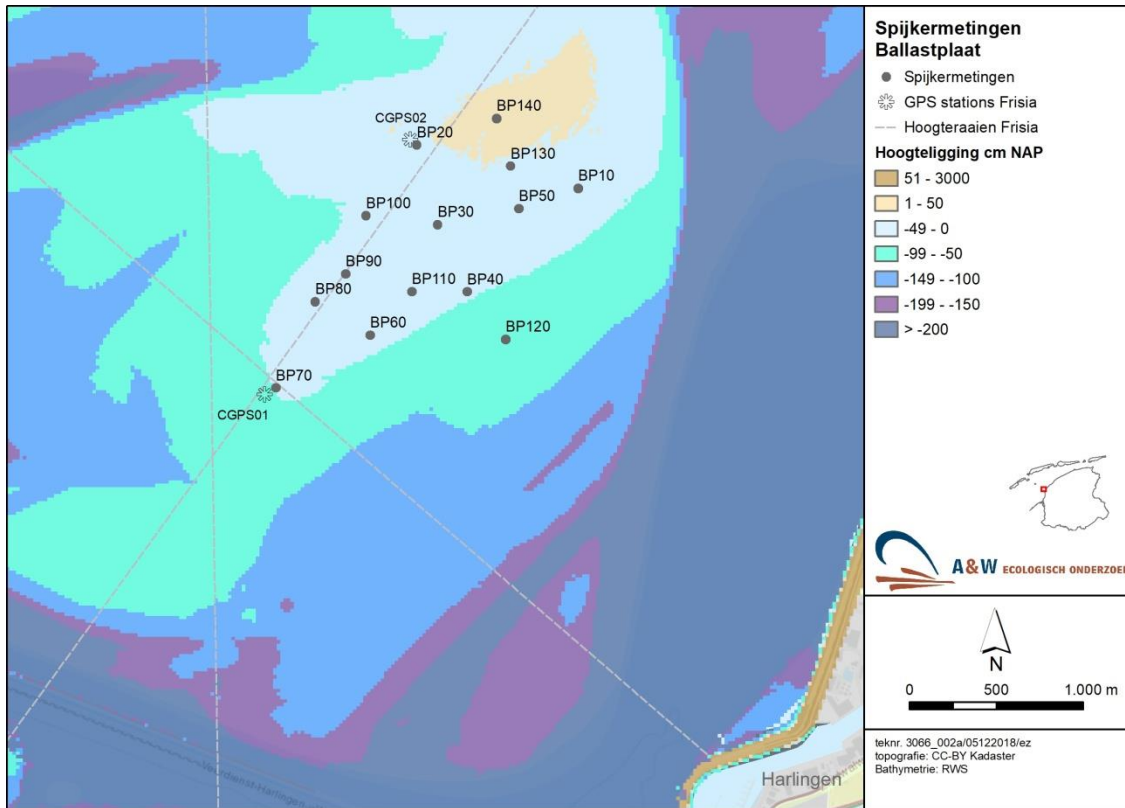 CGPS02
BP140
BP20
BP130
BP10
BP50
BP100
BP30
BP90
BP80
BP110
BP40
BP60
BP120
BP70
CGPS01
Harlingen
Spijkermetingen
Ballastplaat
Spijkermetingen
GPS stations Frisia
Hoogteraaien Frisia
Hoogteligging cm NAP
51 - 3000
1 - 50
-49 - 0
-99 - -50
-149 - -100
-199 - -150
> -200
A&W ECOLOGISCH ONDERZOE
N
0 500 1.000 m
teknr. 3066_002a/05122018/ez
topografie: CC-BY Kadaster
Bathymetrie: RWS